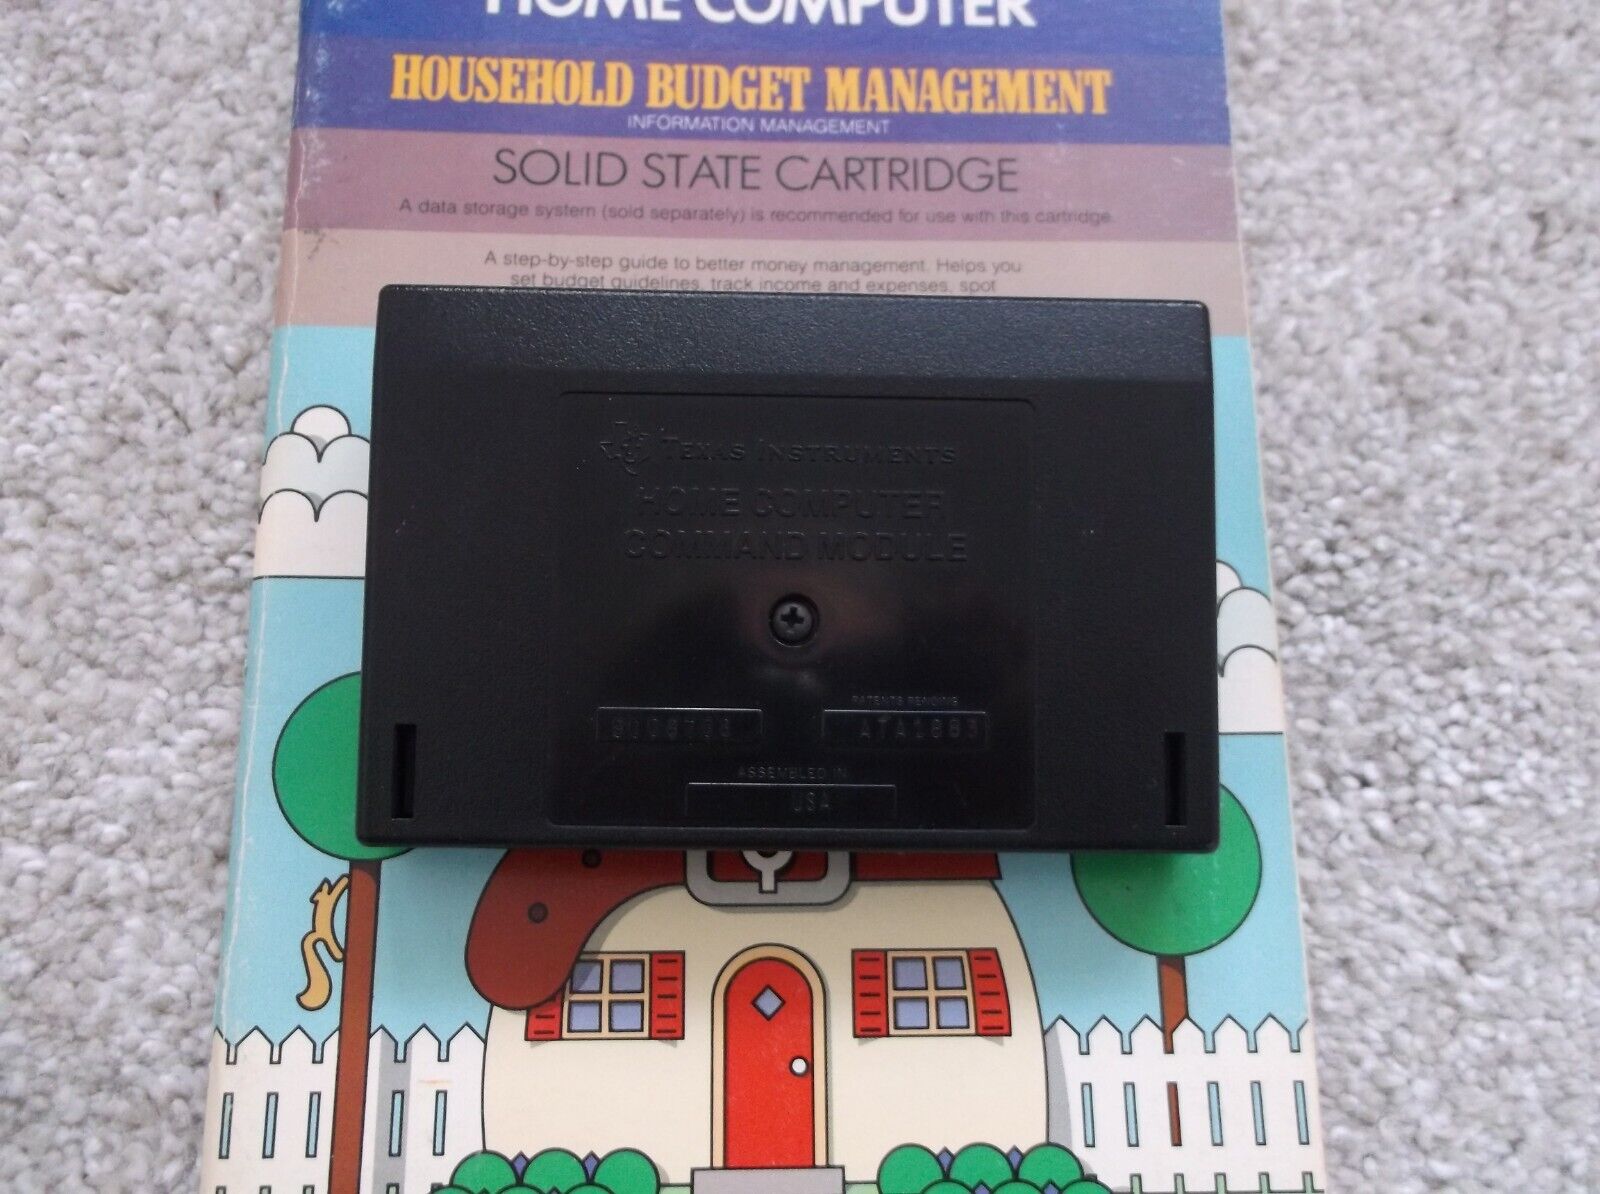 HOME COMPUTER
HOUSEHOLD BUDGET MANAGEMENT
INFORMATION MANAGEMENT
SOLID STATE CARTRIDGE
A data storage system (sold separately) is recommended for use with this cartridge.
A step-by-step guide to better money management. Helps you
set budget guidelines, track income and expenses, spot
TEXAS INSTRUMENTS
HOME COMPUTER
COMMAND MODULE
PATENTS PENDING
ATA1883
ASSEMBLED IN
USA